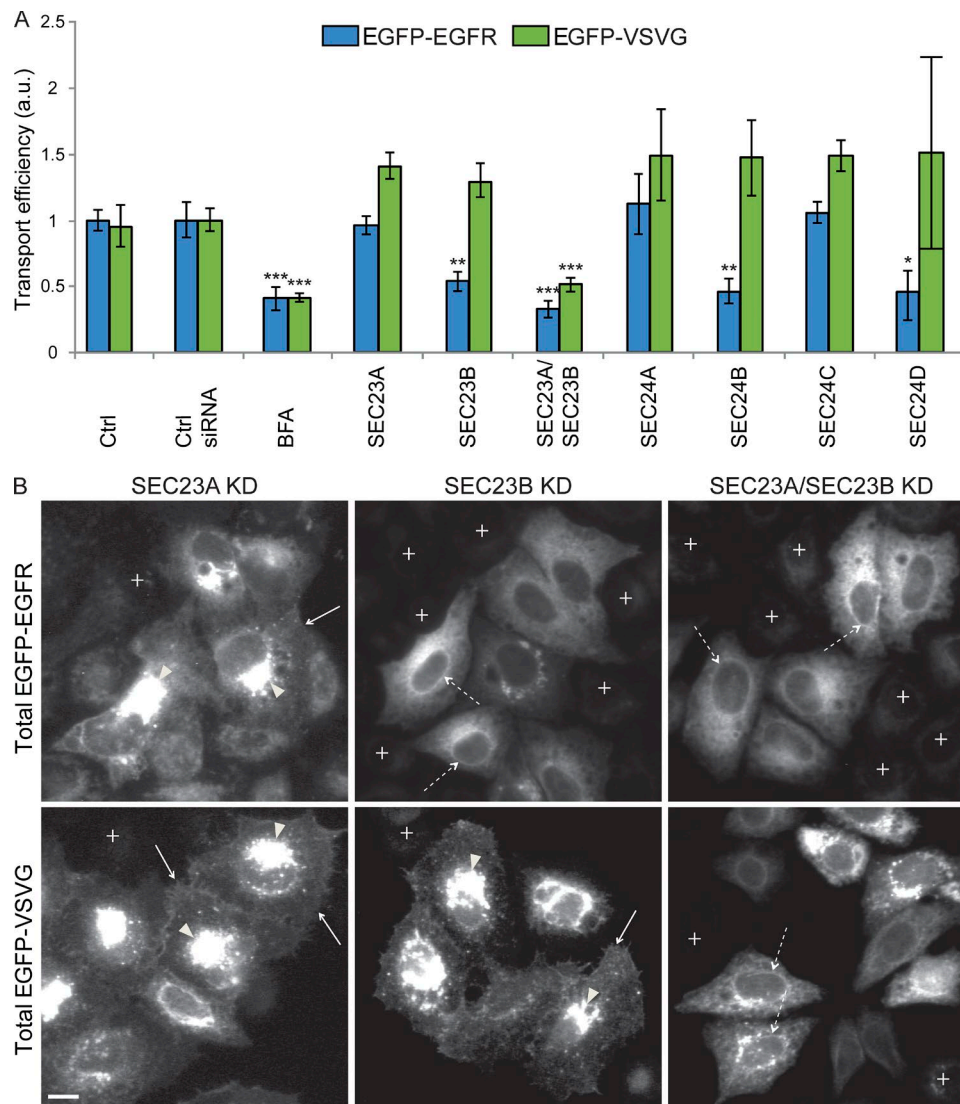 A
2.5
2
1.5
1
0.5
0
Transport efficiency (a.u.)
EGFP-EGFR
EGFP-VSVG
***
***
**
***
***
**
*
Ctrl
Ctrl
siRNA
BFA
SEC23A
SEC23B
SEC23A/
SEC23B
SEC24A
SEC24B
SEC24C
SEC24D
B
SEC23A KD
SEC23B KD
SEC23A/SEC23B KD
Total EGFP-EGFR
+
+
+
+
+
+
+
+
+
+
+
+
+
Total EGFP-VSVG
+
+
+
+